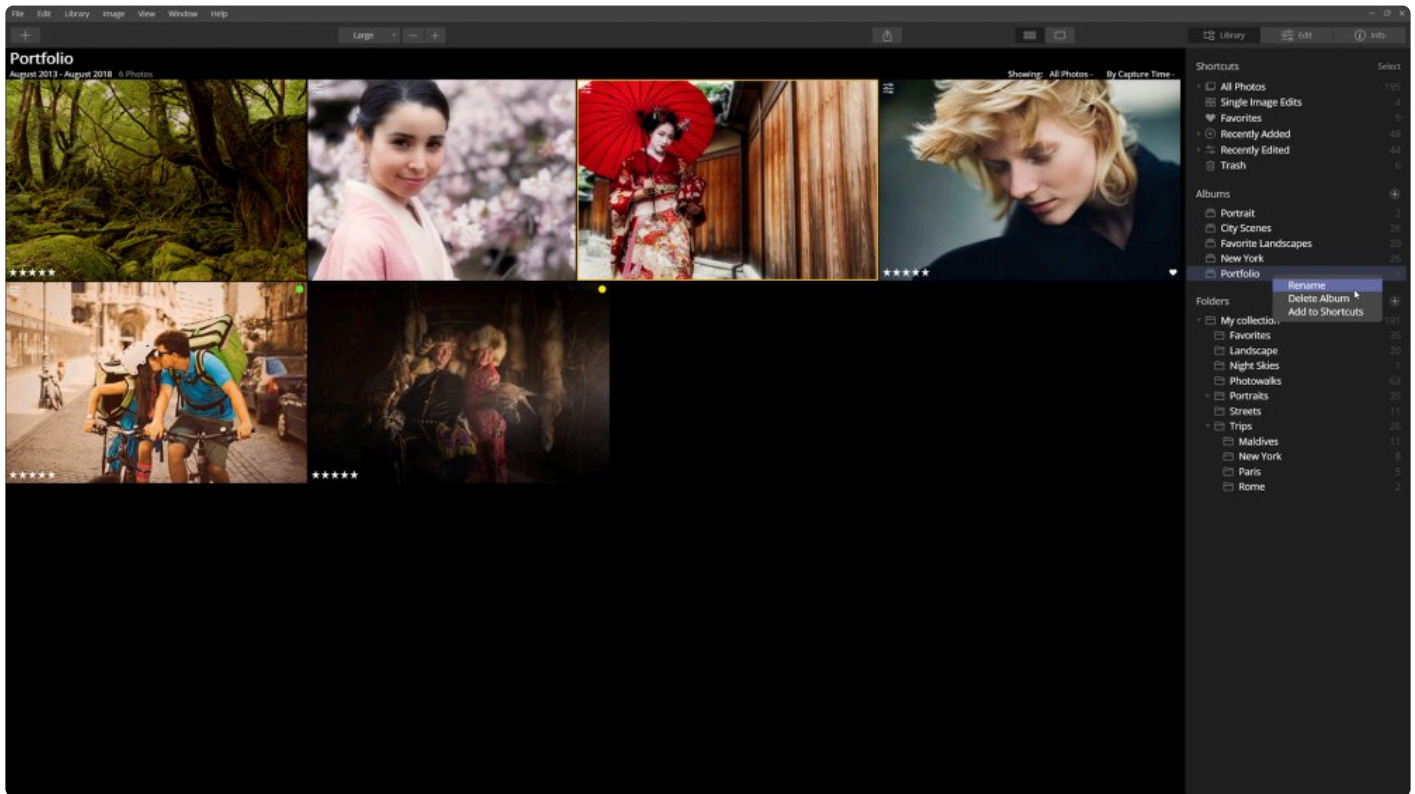 File Edit Library Image View Window Help
Large
Library Edit Info
Portfolio
August 2013 - August 2018 6 Photos
Showing: All Photos By Capture Time
Shortcuts Select
All Photos 195
Single Image Edits 4
Favorites 9
Recently Added 48
Recently Edited 44
Trash 6
Albums
Portrait 2
City Scenes 26
Favorite Landscapes 20
New York 26
Portfolio
Rename
Delete Album
Add to Shortcuts
Folders
My collection 191
Favorites 35
Landscape 20
Night Skies 1
Photowalks 63
Portraits 35
Streets 11
Trips 26
Maldives 11
New York 8
Paris 5
Rome 2